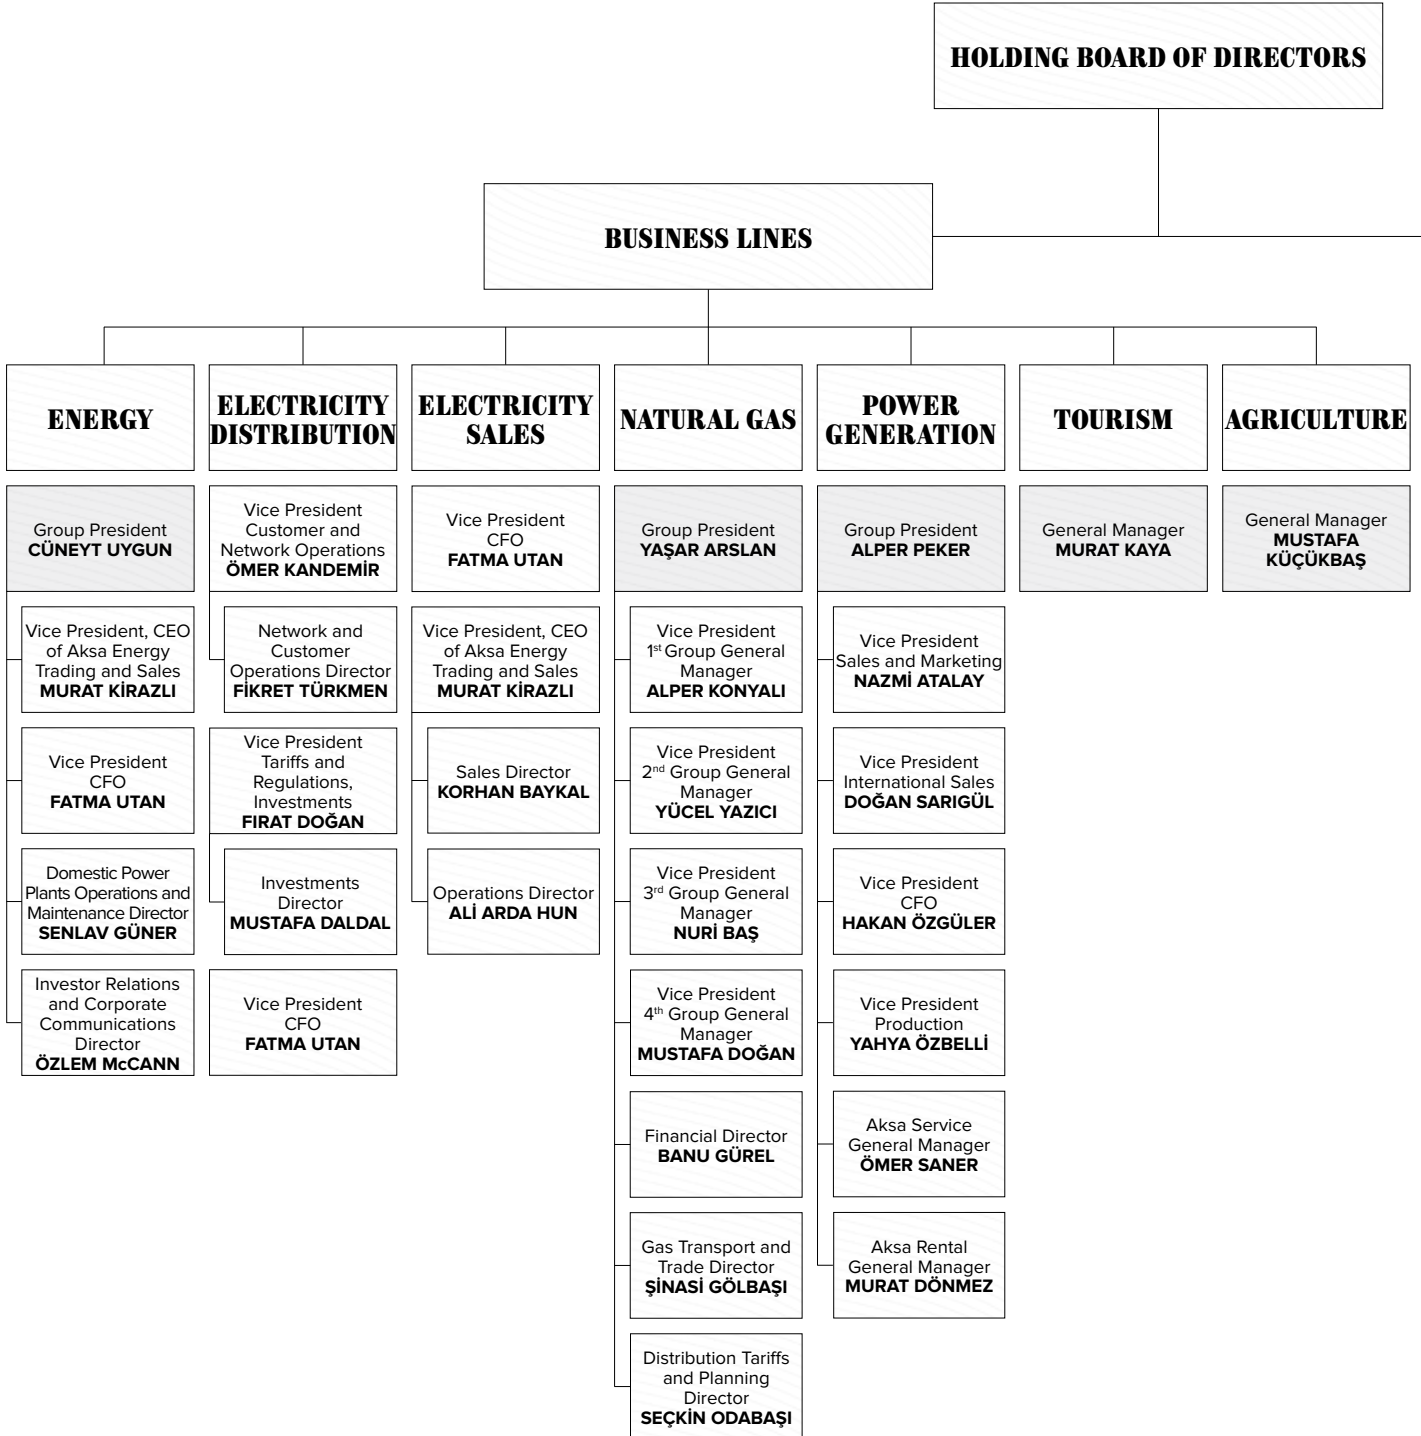 HOLDING BOARD OF DIRECTORS
BUSINESS LINES
ENERGY
Group President
CÜNEYT UYGUN
Vice President, CEO
of Aksa Energy
Trading and Sales
MURAT KİRAZLI
Vice President
CFO
FATMA UTAN
Domestic Power
Plants Operations and
Maintenance Director
SENLAV GÜNER
Investor Relations
and Corporate
Communications
Director
ÖZLEM McCANN
ELECTRICITY
DISTRIBUTION
Vice President
Customer and
Network Operations
ÖMER KANDEMİR
Network and
Customer
Operations Director
FİKRET TÜRKMEN
Vice President
Tariffs and
Regulations,
Investments
FIRAT DOĞAN
Investments
Director
MUSTAFA DALDAL
Vice President
CFO
FATMA UTAN
ELECTRICITY
SALES
Vice President
CFO
FATMA UTAN
Vice President, CEO
of Aksa Energy
Trading and Sales
MURAT KİRAZLI
Sales Director
KORHAN BAYKAL
Operations Director
ALİ ARDA HUN
NATURAL GAS
Group President
YAŞAR ARSLAN
Vice President
1st Group General
Manager
ALPER KONYALI
Vice President
2nd Group General
Manager
YÜCEL YAZICI
Vice President
3rd Group General
Manager
NURİ BAŞ
Vice President
4th Group General
Manager
MUSTAFA DOĞAN
Financial Director
BANU GÜREL
Gas Transport and
Trade Director
ŞİNASİ GÖLBAŞI
Distribution Tariffs
and Planning
Director
SEÇKİN ODABAŞI
POWER
GENERATION
Group President
ALPER PEKER
Vice President
Sales and Marketing
NAZMİ ATALAY
Vice President
International Sales
DOĞAN SARIGÜL
Vice President
CFO
HAKAN ÖZGÜLER
Vice President
Production
YAHYA ÖZBELLİ
Aksa Service
General Manager
ÖMER SANER
Aksa Rental
General Manager
MURAT DÖNMEZ
TOURISM
General Manager
MURAT KAYA
AGRICULTURE
General Manager
MUSTAFA
KÜÇÜKBAŞ